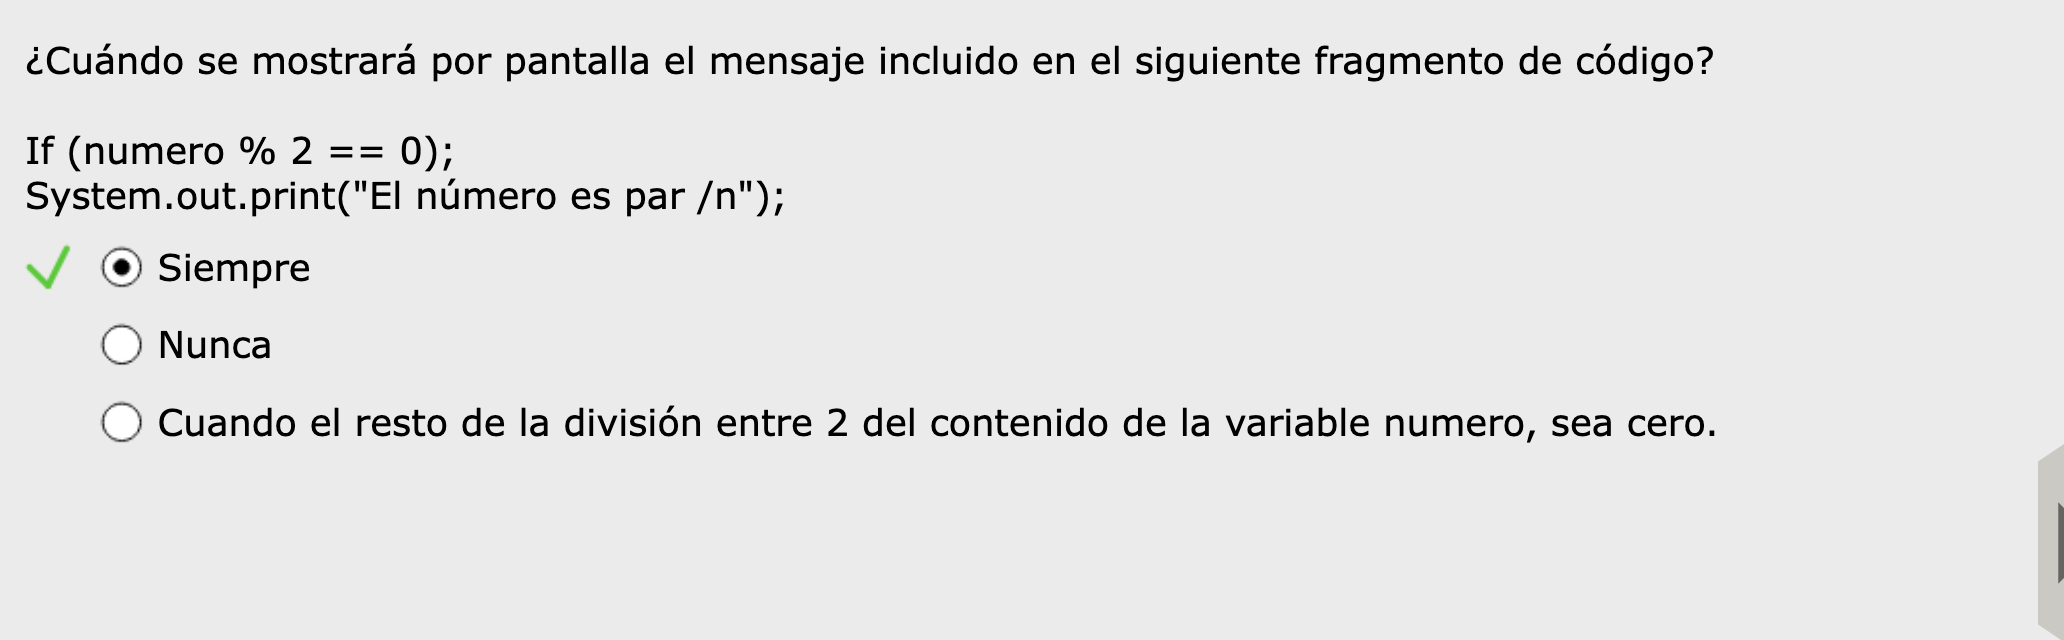 ¿Cuándo se mostrará por pantalla el mensaje incluido en el siguiente fragmento de código?
If (numero % 2 == 0);
System.out.print("El número es par /n");
Siempre
Nunca
Cuando el resto de la división entre 2 del contenido de la variable numero, sea cero.